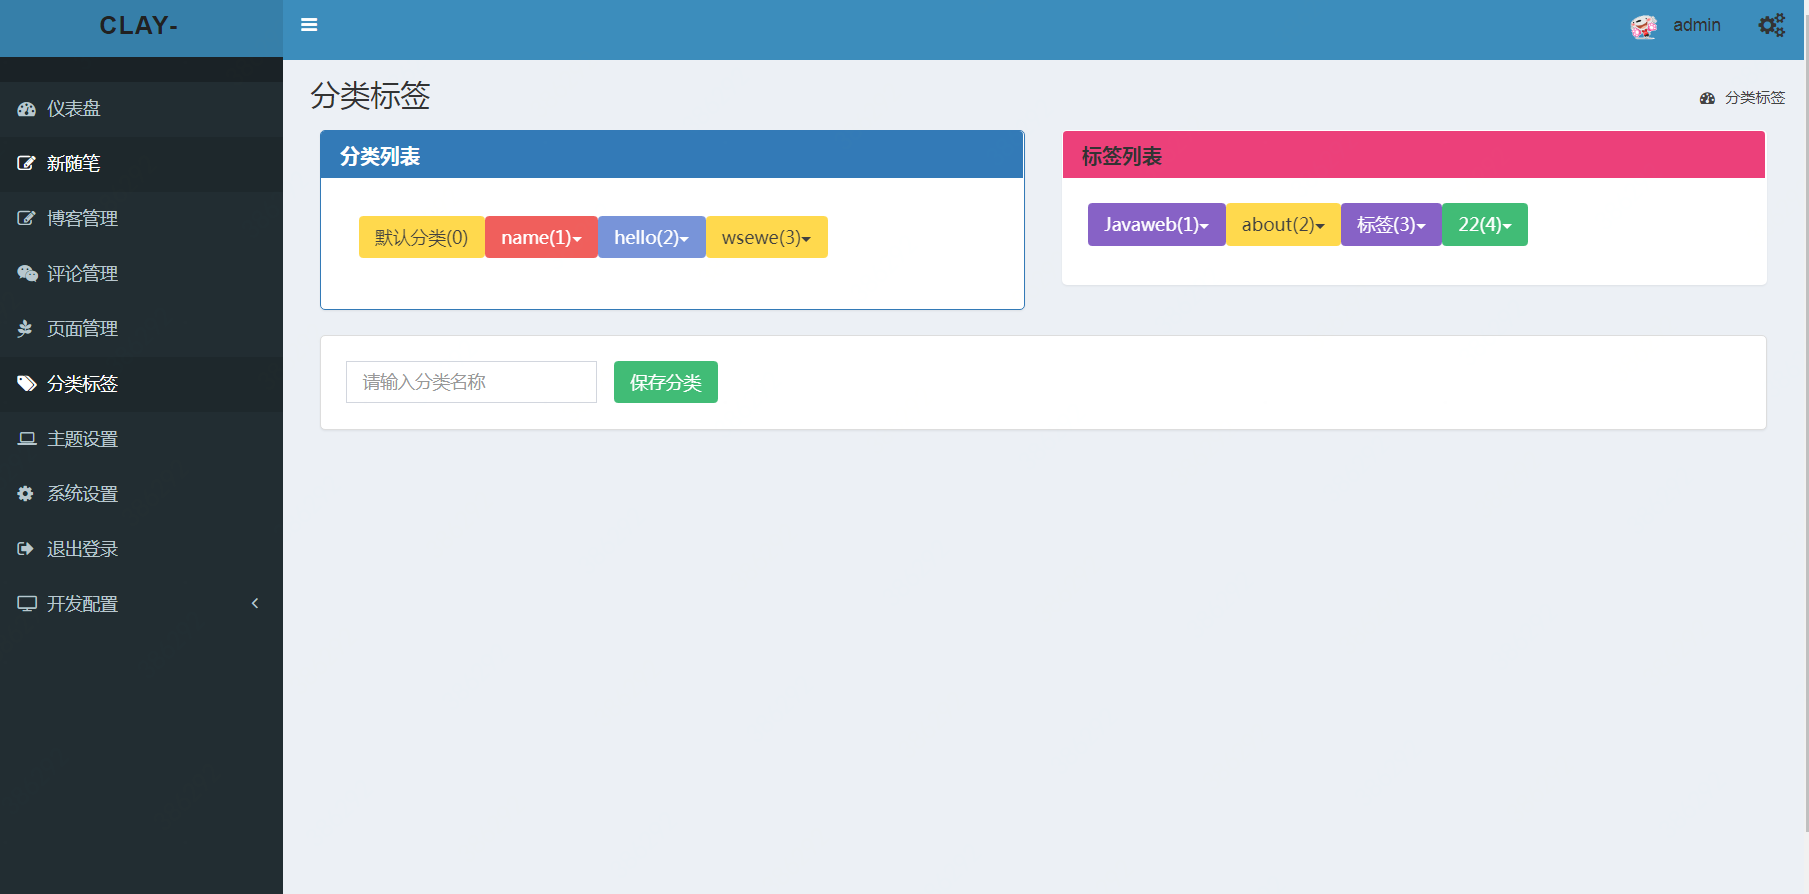 CLAY-
admin
仪表盘
新随笔
博客管理
评论管理
页面管理
分类标签
主题设置
系统设置
退出登录
开发配置
分类标签
分类标签
分类列表
默认分类(0) name(1) hello(2) wsewe(3)
标签列表
Javaweb(1) about(2) 标签(3) 22(4)
请输入分类名称 保存分类